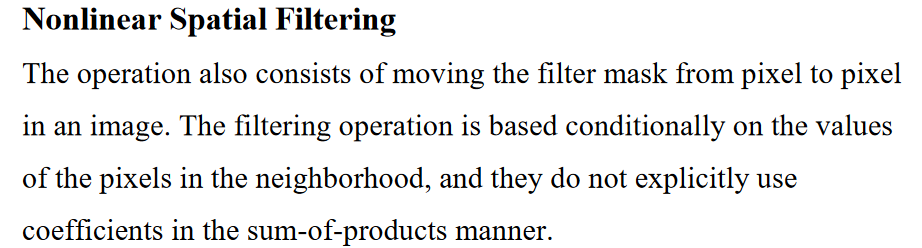 Nonlinear Spatial Filtering
The operation also consists of moving the filter mask from pixel to pixel
in an image. The filtering operation is based conditionally on the values
of the pixels in the neighborhood, and they do not explicitly use
coefficients in the sum-of-products manner.